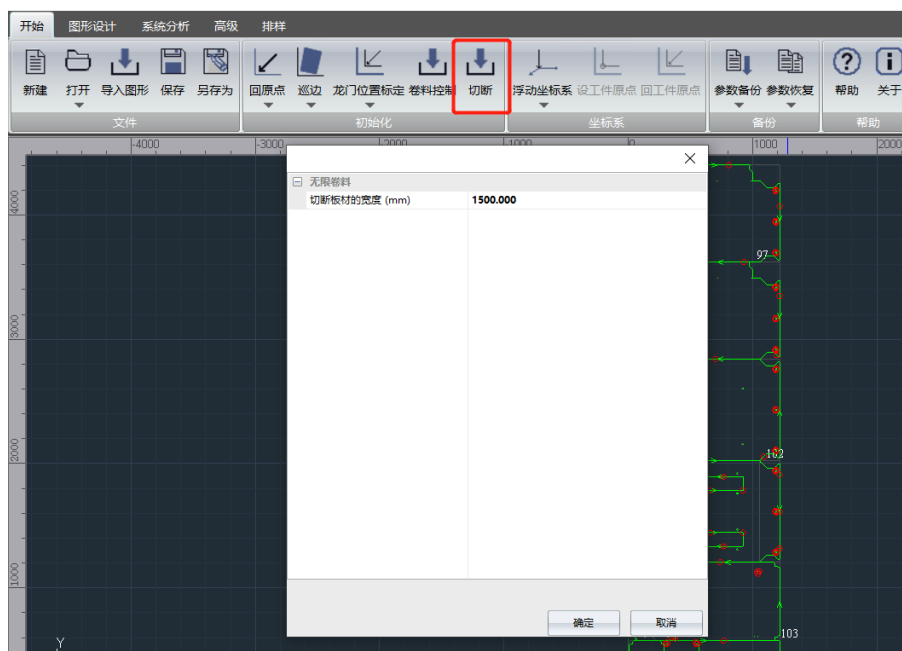 开始 图形设计 系统分析 高级 排样
新建 打开 导入图形 保存 另存为 回原点 巡边 龙门位置标定 卷料控制 切断 浮动坐标系 设工件原点 回工件原点 参数备份 参数恢复 帮助 关于
文件 初始化 坐标系 备份 帮助
-4000 -3000 -2000 -1000 0 1000 2000
无限卷料
切断板材的宽度 (mm) 1500.000
4000
97
3000
102
2000
1000
确定 取消
103
Y